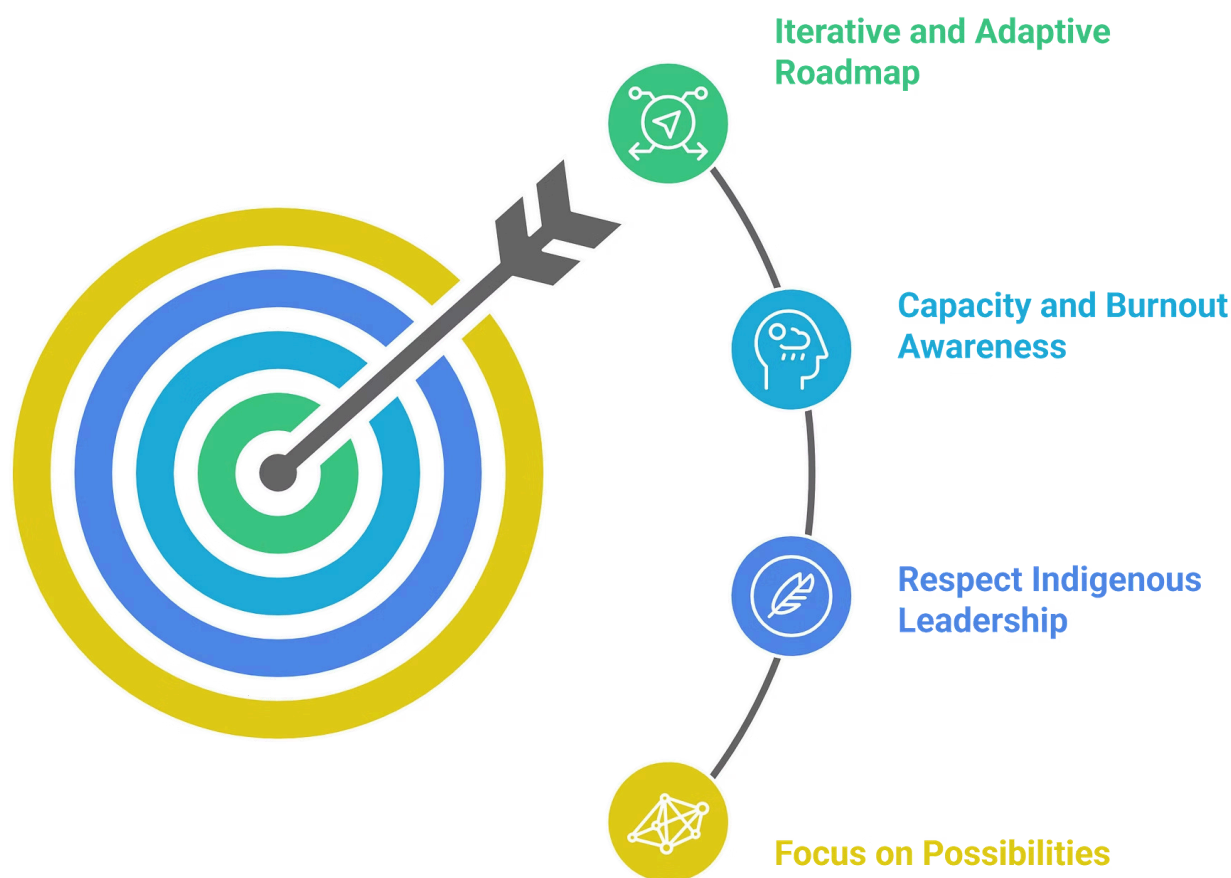 Iterative and Adaptive
Roadmap
Capacity and Burnout
Awareness
Respect Indigenous
Leadership
Focus on Possibilities